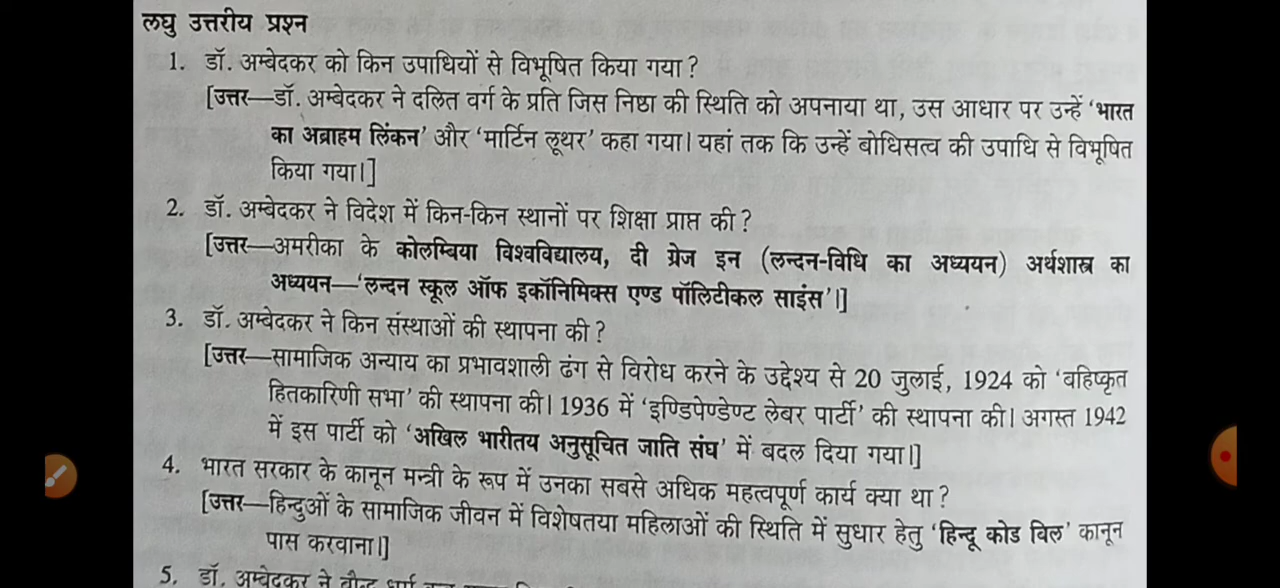 लघु उत्तरीय प्रश्न
1. डॉ. अम्बेदकर को किन उपाधियों से विभूषित किया गया?
[उत्तर—डॉ. अम्बेदकर ने दलित वर्ग के प्रति जिस निष्ठा की स्थिति को अपनाया था, उस आधार पर उन्हें ‘भारत
का अब्राहम लिंकन’ और ‘मार्टिन लूथर’ कहा गया। यहां तक कि उन्हें बोधिसत्व की उपाधि से विभूषित
किया गया।]
2. डॉ. अम्बेदकर ने विदेश में किन-किन स्थानों पर शिक्षा प्राप्त की?
[उत्तर—अमरीका के कोलम्बिया विश्वविद्यालय, दी ग्रेज इन (लन्दन-विधि का अध्ययन) अर्थशास्त्र का
अध्ययन—‘लन्दन स्कूल ऑफ इकॉनिमिक्स एण्ड पॉलिटीकल साइंस’।]
3. डॉ. अम्बेदकर ने किन संस्थाओं की स्थापना की?
[उत्तर—सामाजिक अन्याय का प्रभावशाली ढंग से विरोध करने के उद्देश्य से 20 जुलाई, 1924 को ‘बहिष्कृत
हितकारिणी सभा’ की स्थापना की। 1936 में ‘इण्डिपेण्डेण्ट लेबर पार्टी’ की स्थापना की। अगस्त 1942
में इस पार्टी को ‘अखिल भारीतय अनुसूचित जाति संघ’ में बदल दिया गया।]
4. भारत सरकार के कानून मन्त्री के रूप में उनका सबसे अधिक महत्वपूर्ण कार्य क्या था?
[उत्तर—हिन्दुओं के सामाजिक जीवन में विशेषतया महिलाओं की स्थिति में सुधार हेतु ‘हिन्दू कोड विल’ कानून
पास करवाना।]
5. डॉ. अम्बेदकर ने बौद्ध धर्म